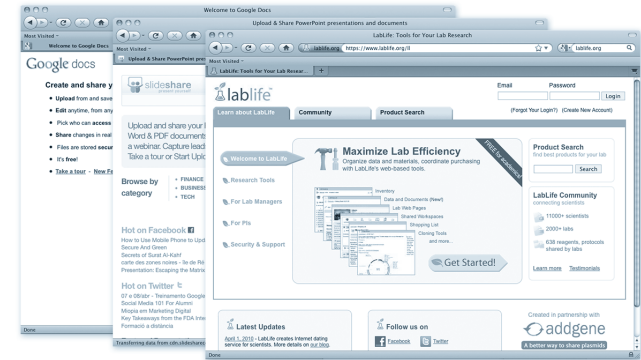 Welcome to Google Docs
Most Visited
Welcome to Google Docs
Google docs
Create and share y
Upload from and save
Edit anytime, from any
Pick who can access
Share changes in real
Files are stored secur
It's free!
Take a tour - New Fe
Done
Upload & Share PowerPoint presentations and documents
Most Visited
Upload & Share PowerPoint pres
slideshare
Upload and share your
Word & PDF documents
a webinar. Capture leads
Take a tour or Start Uplo
Browse by
category
FINANCE
BUSINESS
TECH
Hot on Facebook
How to Use Mobile Phone to Up
Secure And Green
Secrets of Sural Al-Kahf
carte des zones noires - île de Ré
Presentation: Escaping the Matrix
Hot on Twitter
07 e 08/abr - Treinamento Google
Social Media 101 For Alumni
Miopia em Marketing Digital
Key Takeaways from the FDA Inte
Formació a distància
Transferring data from cdn.slideshare
LabLife: Tools for Your Lab Research
lablife.org https://www.lablife.org/ll
lablife.org
Most Visited
LabLife: Tools for Your Lab Resear...
lablife
Email Password
Login
(Forgot Your Login?) (Create New Account)
Learn about LabLife Community Product Search
Welcome to LabLife
Research Tools
For Lab Managers
For PIs
Security & Support
Maximize Lab Efficiency
Organize data and materials, coordinate purchasing
with LabLife's web-based tools.
FREE for academics!
Inventory
Data and Documents (New!)
Lab Web Pages
Shared Workspaces
Shopping List
Cloning Tools
and more...
Get Started!
Product Search
find best products for your lab
Search
LabLife Community
connecting scientists
11000+ scientists
2000+ labs
638 reagents, protocols
shared by labs
Learn more Testimonials
Latest Updates
April 1, 2010 - LabLife creates Internet dating
service for scientists. More details on our blog.
Follow us on
Facebook Twitter
Created in partnership with
addgene
A better way to share plasmids
Done